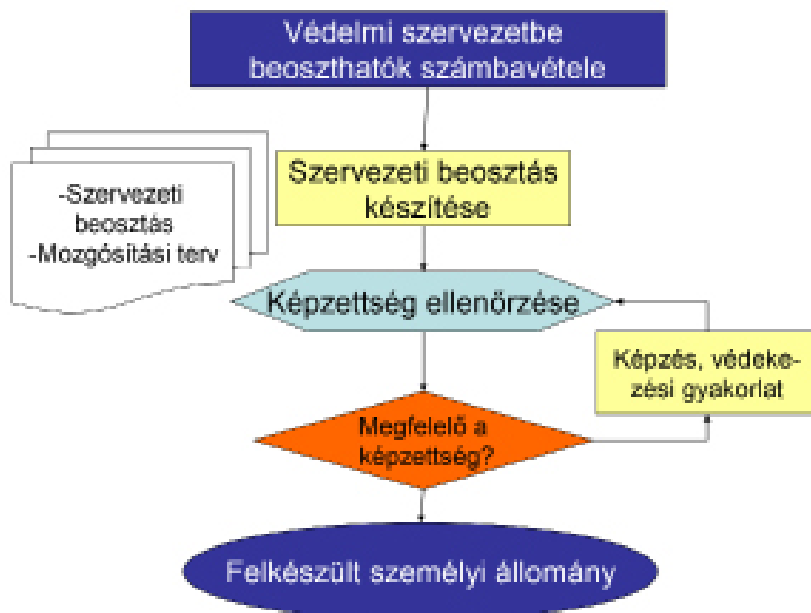 Védelmi szervezetbe
beoszthatók számbavétele
-Szervezeti
beosztás
-Mozgósítási terv
Szervezeti beosztás
készítése
Képzettség ellenőrzése
Képzés, védeke-
zési gyakorlat
Megfelelő a
képzettség?
Felkészült személyi állomány